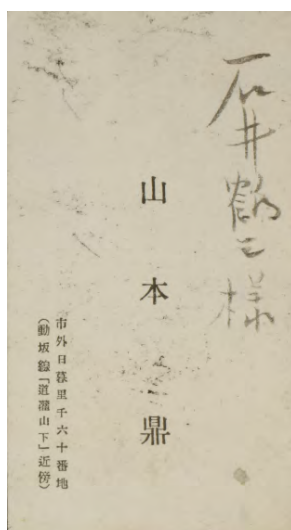 石井鶴三様
山本鼎
市外日暮里千六十番地
（動坂線「道灌山下」近傍）